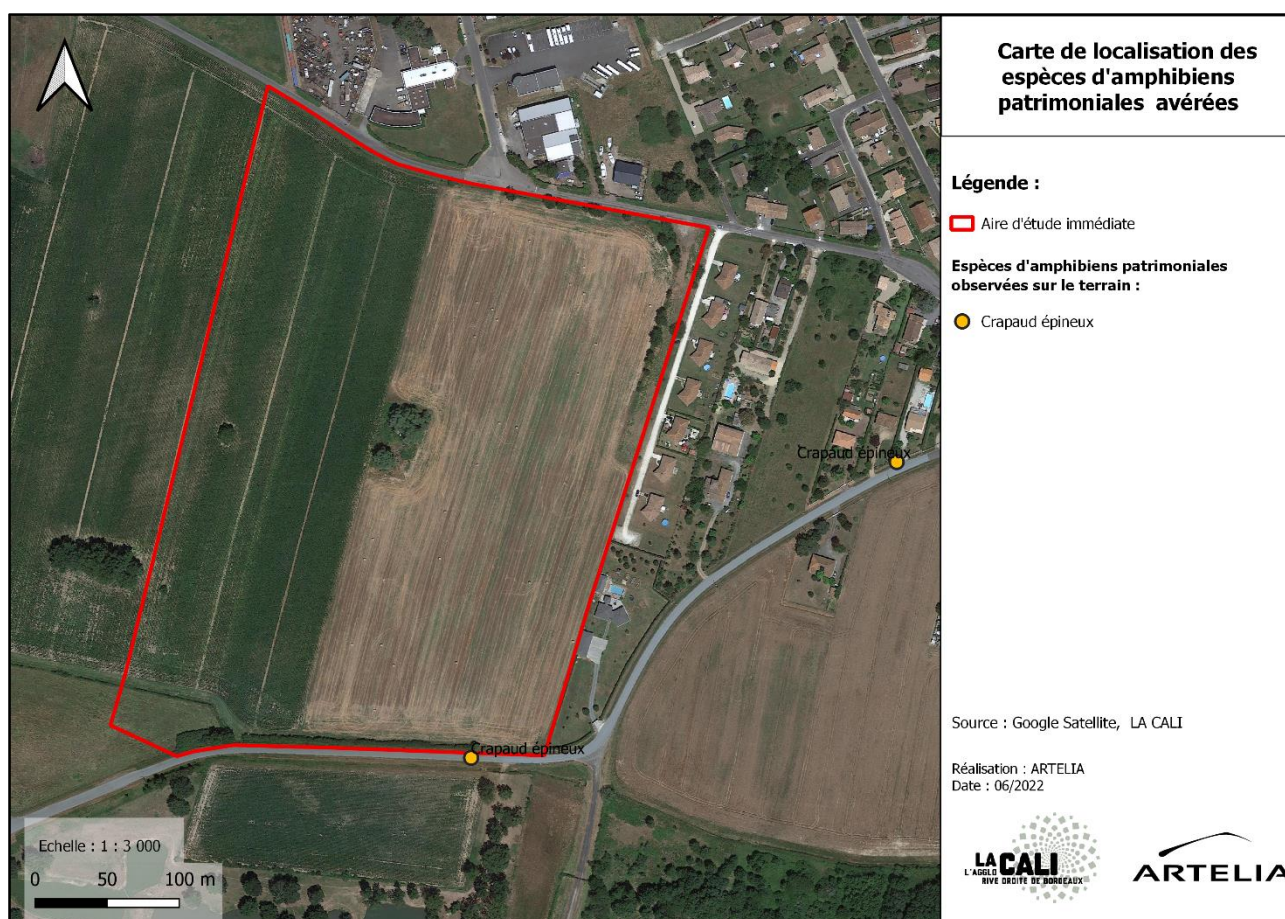 Carte de localisation des
espèces d'amphibiens
patrimoniales avérées
Légende :
Aire d'étude immédiate
Espèces d'amphibiens patrimoniales
observées sur le terrain :
Crapaud épineux
Crapaud épineux
Crapaud épineux
Source : Google Satellite, LA CALI
Réalisation : ARTELIA
Date : 06/2022
Echelle : 1 : 3 000
0 50 100 m
LA CALI
L'AGGLO
RIVE DROITE DE BORDEAUX
ARTELIA